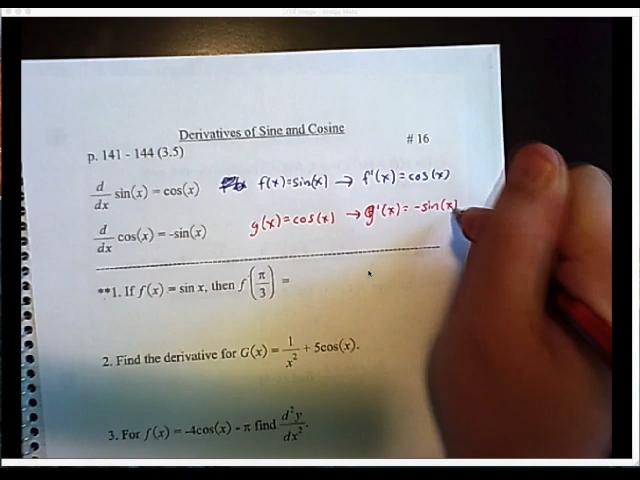 Derivatives of Sine and Cosine
p. 141 - 144 (3.5) # 16
d/dx sin(x) = cos(x) f(x)=sin(x) → f'(x)=cos(x)
d/dx cos(x) = -sin(x) g(x)=cos(x) → g'(x)= -sin(x)
**1. If f(x) = sin x, then f(π/3) =
2. Find the derivative for G(x) = 1/x² + 5cos(x).
3. For f(x) = -4cos(x) - π find d²y/dx².